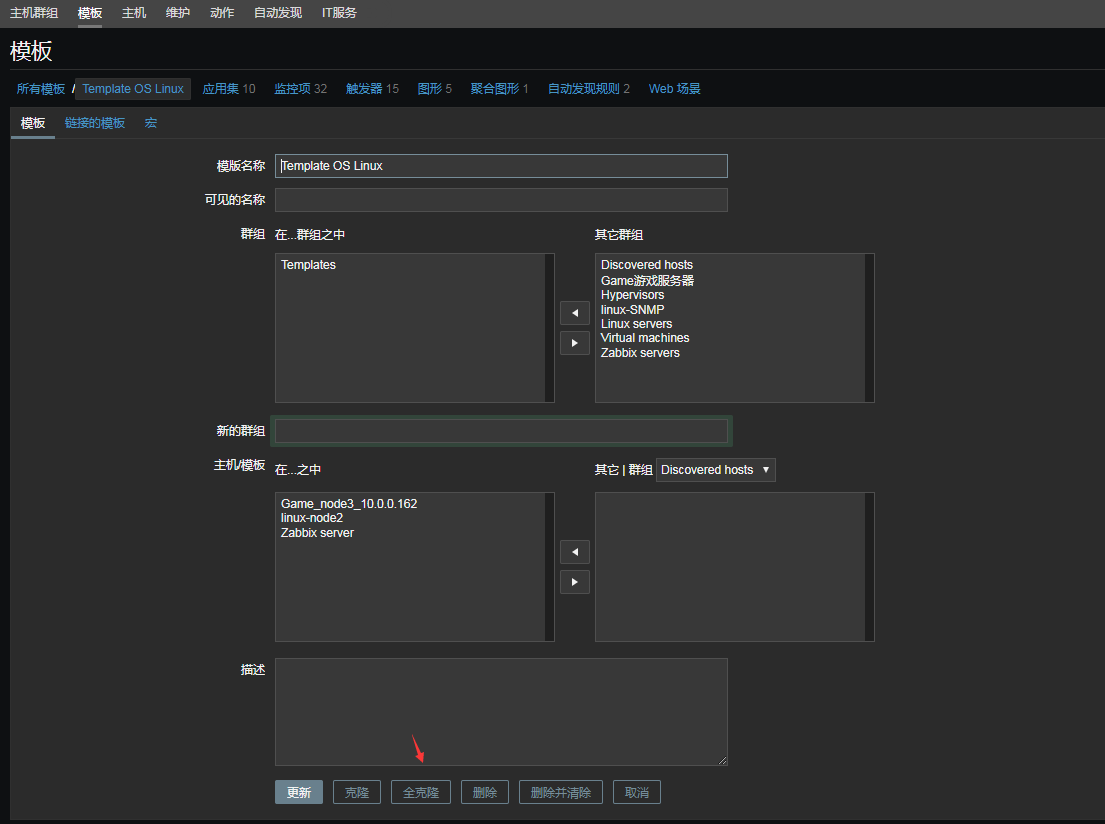 主机群组 模板 主机 维护 动作 自动发现 IT服务
模板
所有模板 / Template OS Linux 应用集 10 监控项 32 触发器 15 图形 5 聚合图形 1 自动发现规则 2 Web 场景
模板 链接的模板 宏
模版名称 Template OS Linux
可见的名称
群组 在...群组之中 其它群组
Templates
Discovered hosts
Game游戏服务器
Hypervisors
linux-SNMP
Linux servers
Virtual machines
Zabbix servers
新的群组
主机/模板 在...之中 其它 | 群组 Discovered hosts
Game_node3_10.0.0.162
linux-node2
Zabbix server
描述
更新 克隆 全克隆 删除 删除并清除 取消